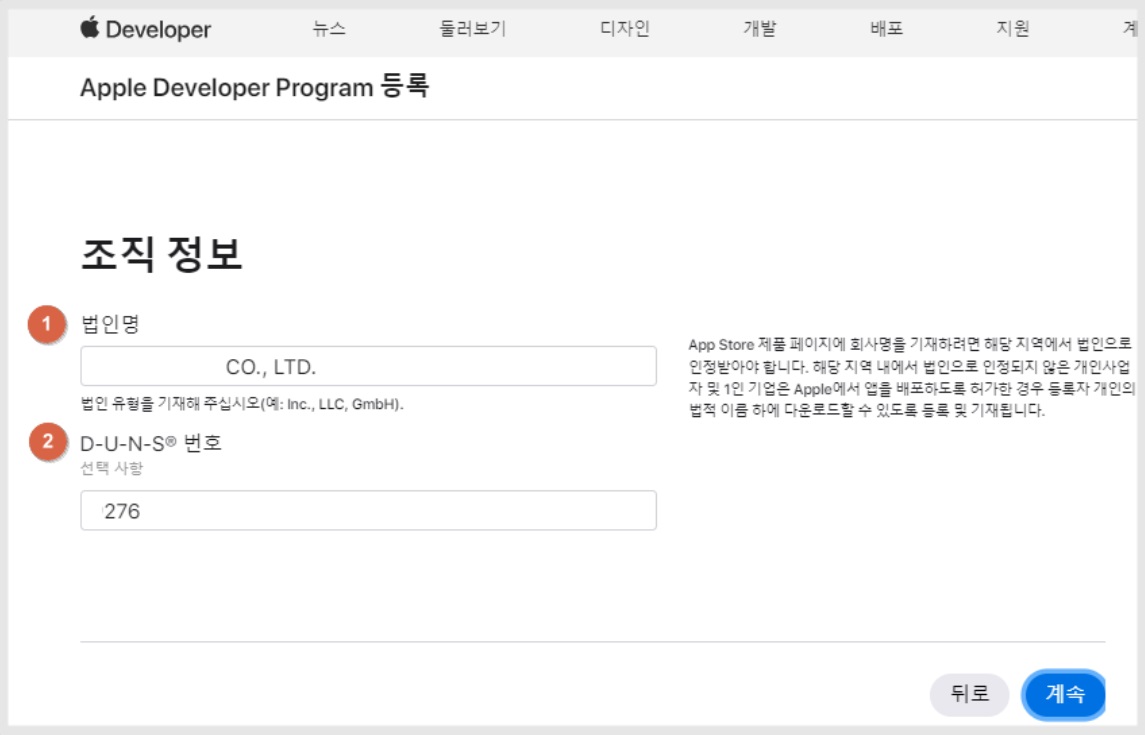 Developer 뉴스 둘러보기 디자인 개발 배포 지원 계
Apple Developer Program 등록
조직 정보
1 법인명
CO., LTD.
법인 유형을 기재해 주십시오(예: Inc., LLC, GmbH).
App Store 제품 페이지에 회사명을 기재하려면 해당 지역에서 법인으로
인정받아야 합니다. 해당 지역 내에서 법인으로 인정되지 않은 개인사업
자 및 1인 기업은 Apple에서 앱을 배포하도록 허가한 경우 등록자 개인의
법적 이름 하에 다운로드할 수 있도록 등록 및 기재됩니다.
2 D-U-N-S® 번호
선택 사항
276
뒤로 계속